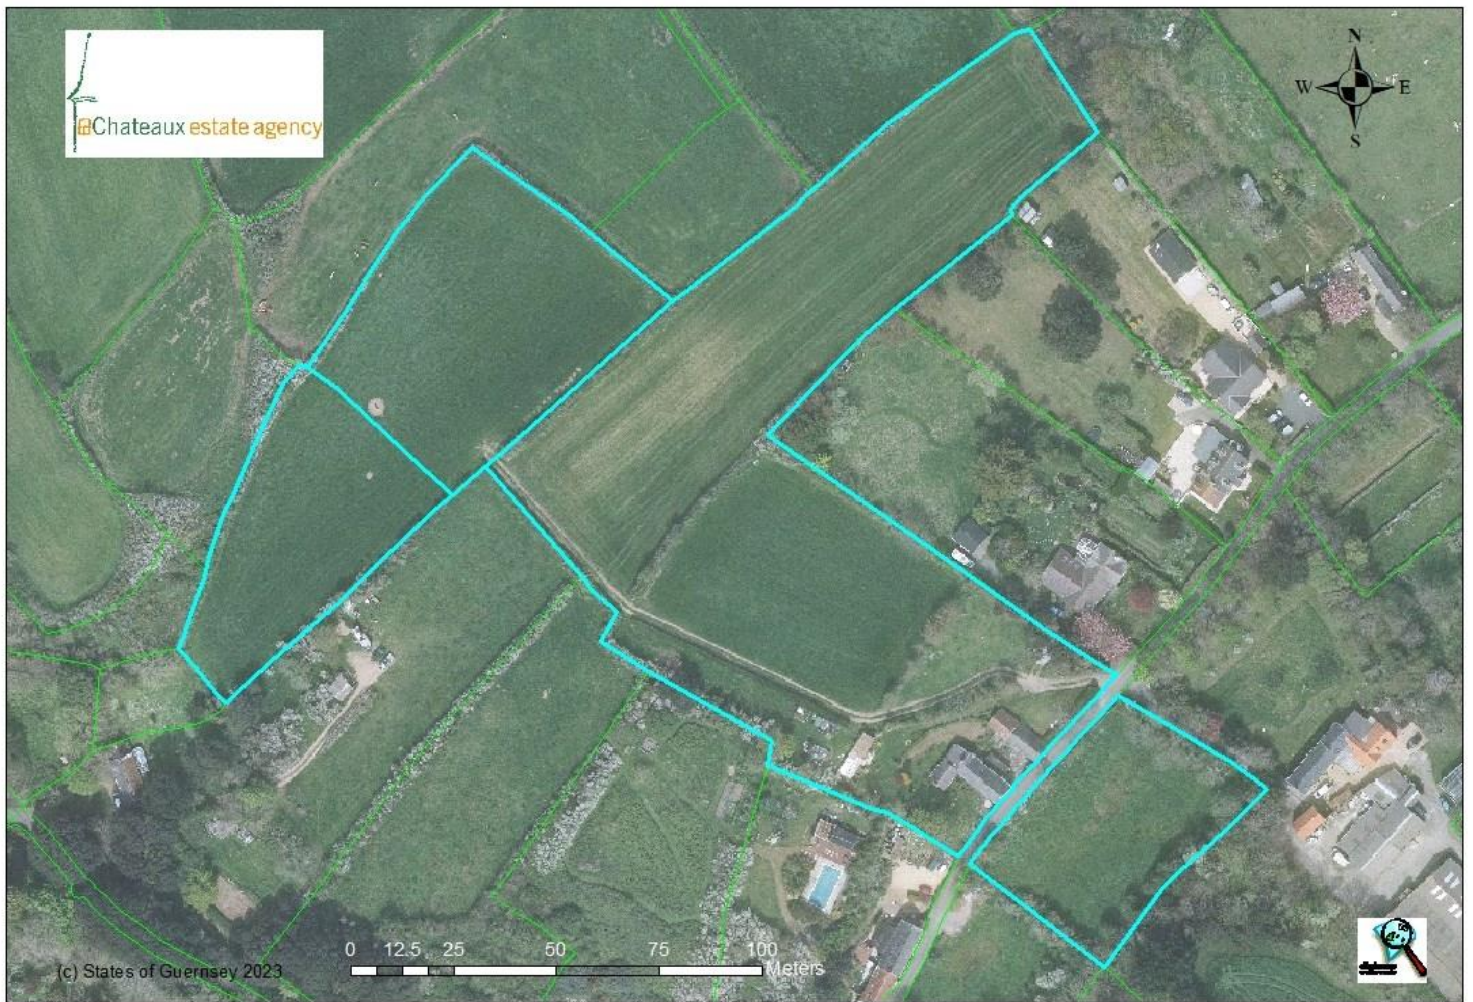 Chateaux estate agency
N
W E
S
0 12.5 25 50 75 100
Meters
(c) States of Guernsey 2023